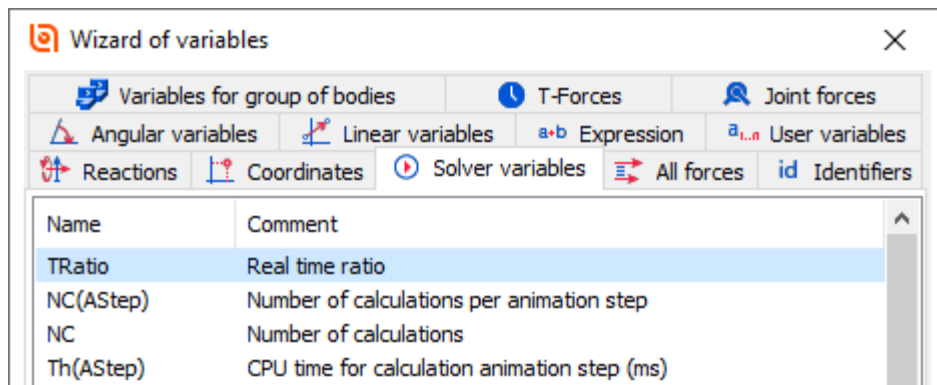 Wizard of variables
Variables for group of bodies T-Forces Joint forces
Angular variables Linear variables a+b Expression a1..n User variables
Reactions Coordinates Solver variables All forces id Identifiers
Name Comment
TRatio Real time ratio
NC(AStep) Number of calculations per animation step
NC Number of calculations
Th(AStep) CPU time for calculation animation step (ms)